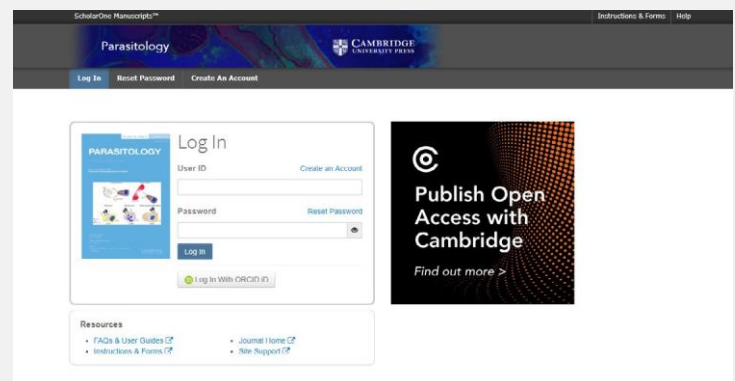 ScholarOne Manuscripts™
Instructions & Forms Help
Parasitology
CAMBRIDGE
UNIVERSITY PRESS
Log In Reset Password Create An Account
PARASITOLOGY
Log In
User ID Create an Account
Password Reset Password
Log In
Log In With ORCID iD
Publish Open
Access with
Cambridge
Find out more >
Resources
• FAQs & User Guides
• Instructions & Forms
• Journal Home
• Site Support